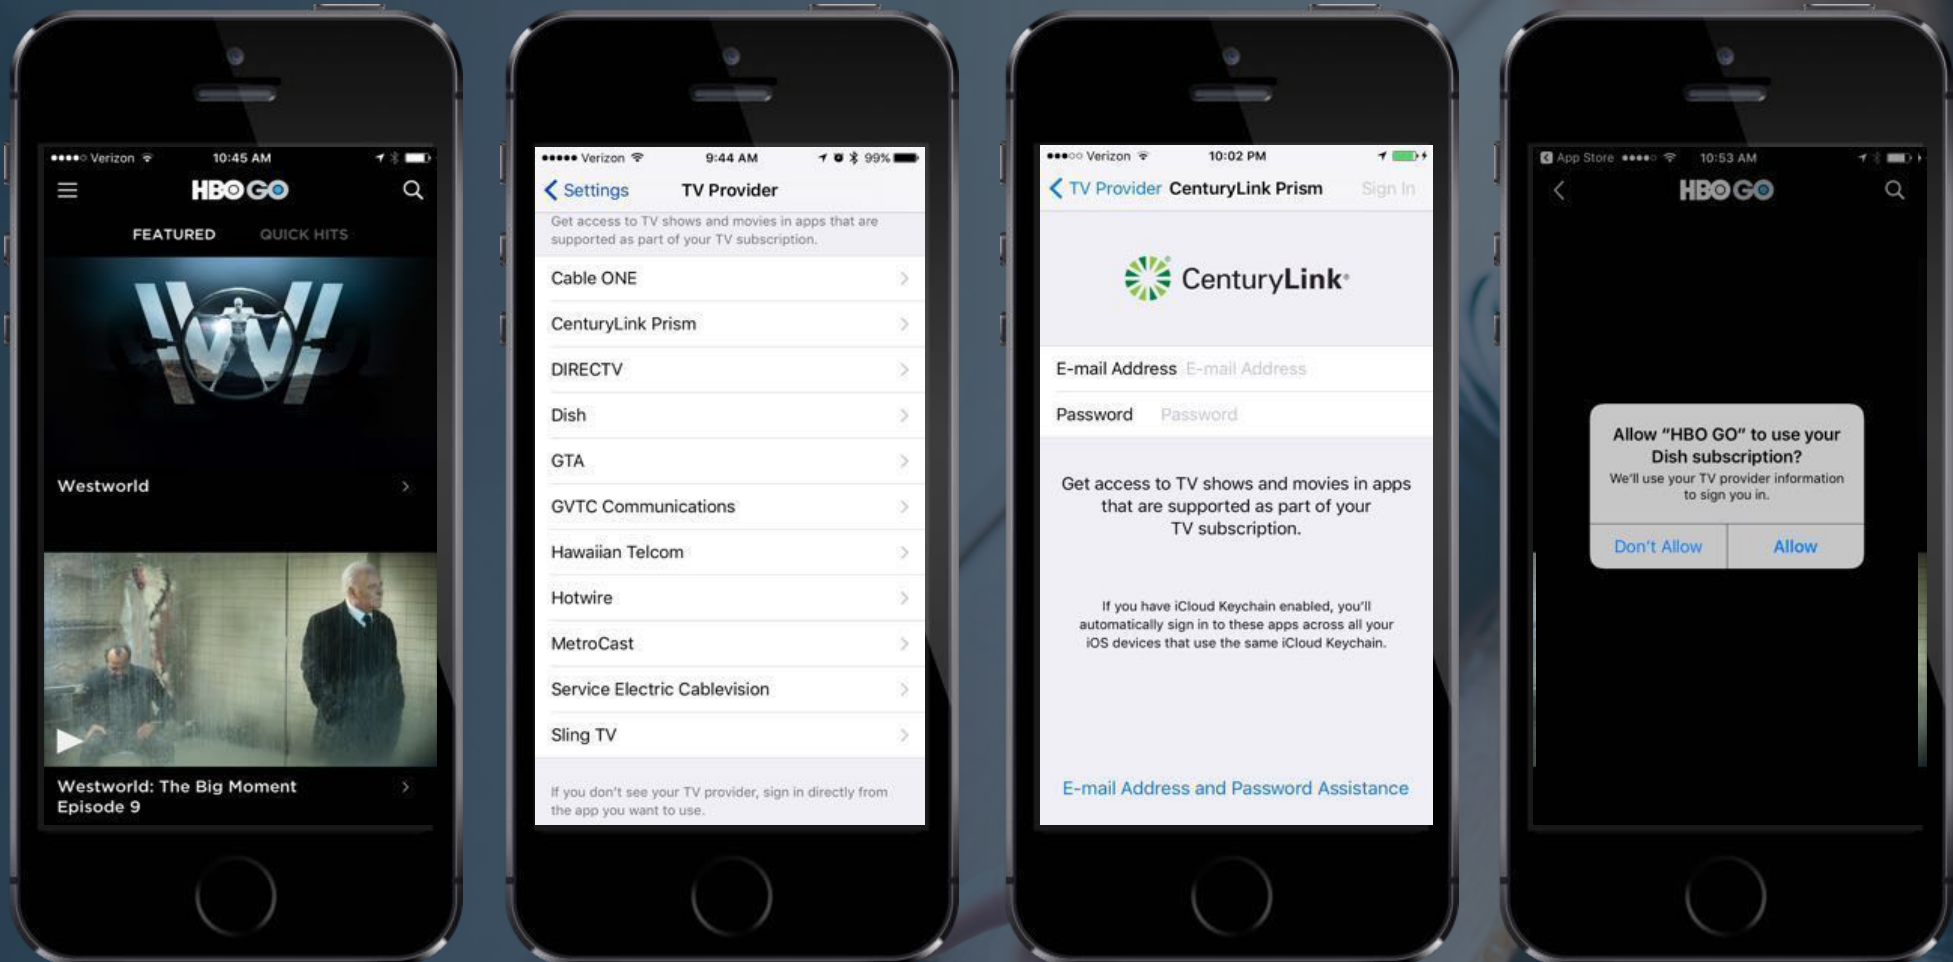 Verizon 10:45 AM
HBO GO
FEATURED QUICK HITS
Westworld
Westworld: The Big Moment
Episode 9
Verizon 9:44 AM 99%
Settings TV Provider
Get access to TV shows and movies in apps that are
supported as part of your TV subscription.
Cable ONE
CenturyLink Prism
DIRECTV
Dish
GTA
GVTC Communications
Hawaiian Telcom
Hotwire
MetroCast
Service Electric Cablevision
Sling TV
If you don't see your TV provider, sign in directly from
the app you want to use.
Verizon 10:02 PM
TV Provider CenturyLink Prism Sign In
CenturyLink®
E-mail Address E-mail Address
Password Password
Get access to TV shows and movies in apps
that are supported as part of your
TV subscription.
If you have iCloud Keychain enabled, you'll
automatically sign in to these apps across all your
iOS devices that use the same iCloud Keychain.
E-mail Address and Password Assistance
App Store 10:53 AM
HBO GO
Allow “HBO GO” to use your
Dish subscription?
We'll use your TV provider information
to sign you in.
Don't Allow Allow